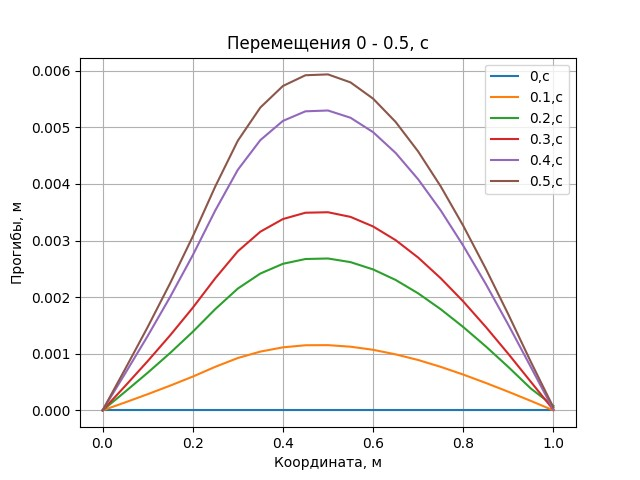 Перемещения 0 - 0.5, с
0.006
0.005
0.004
0.003
0.002
0.001
0.000
Прогибы, м
0,с
0.1,с
0.2,с
0.3,с
0.4,с
0.5,с
0.0 0.2 0.4 0.6 0.8 1.0
Координата, м